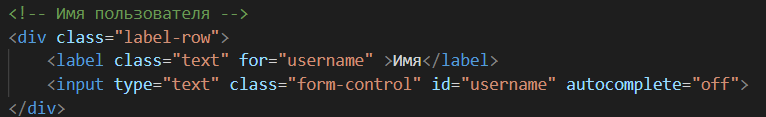 <!-- Имя пользователя -->
<div class="label-row">
<label class="text" for="username" >Имя</label>
<input type="text" class="form-control" id="username" autocomplete="off">
</div>